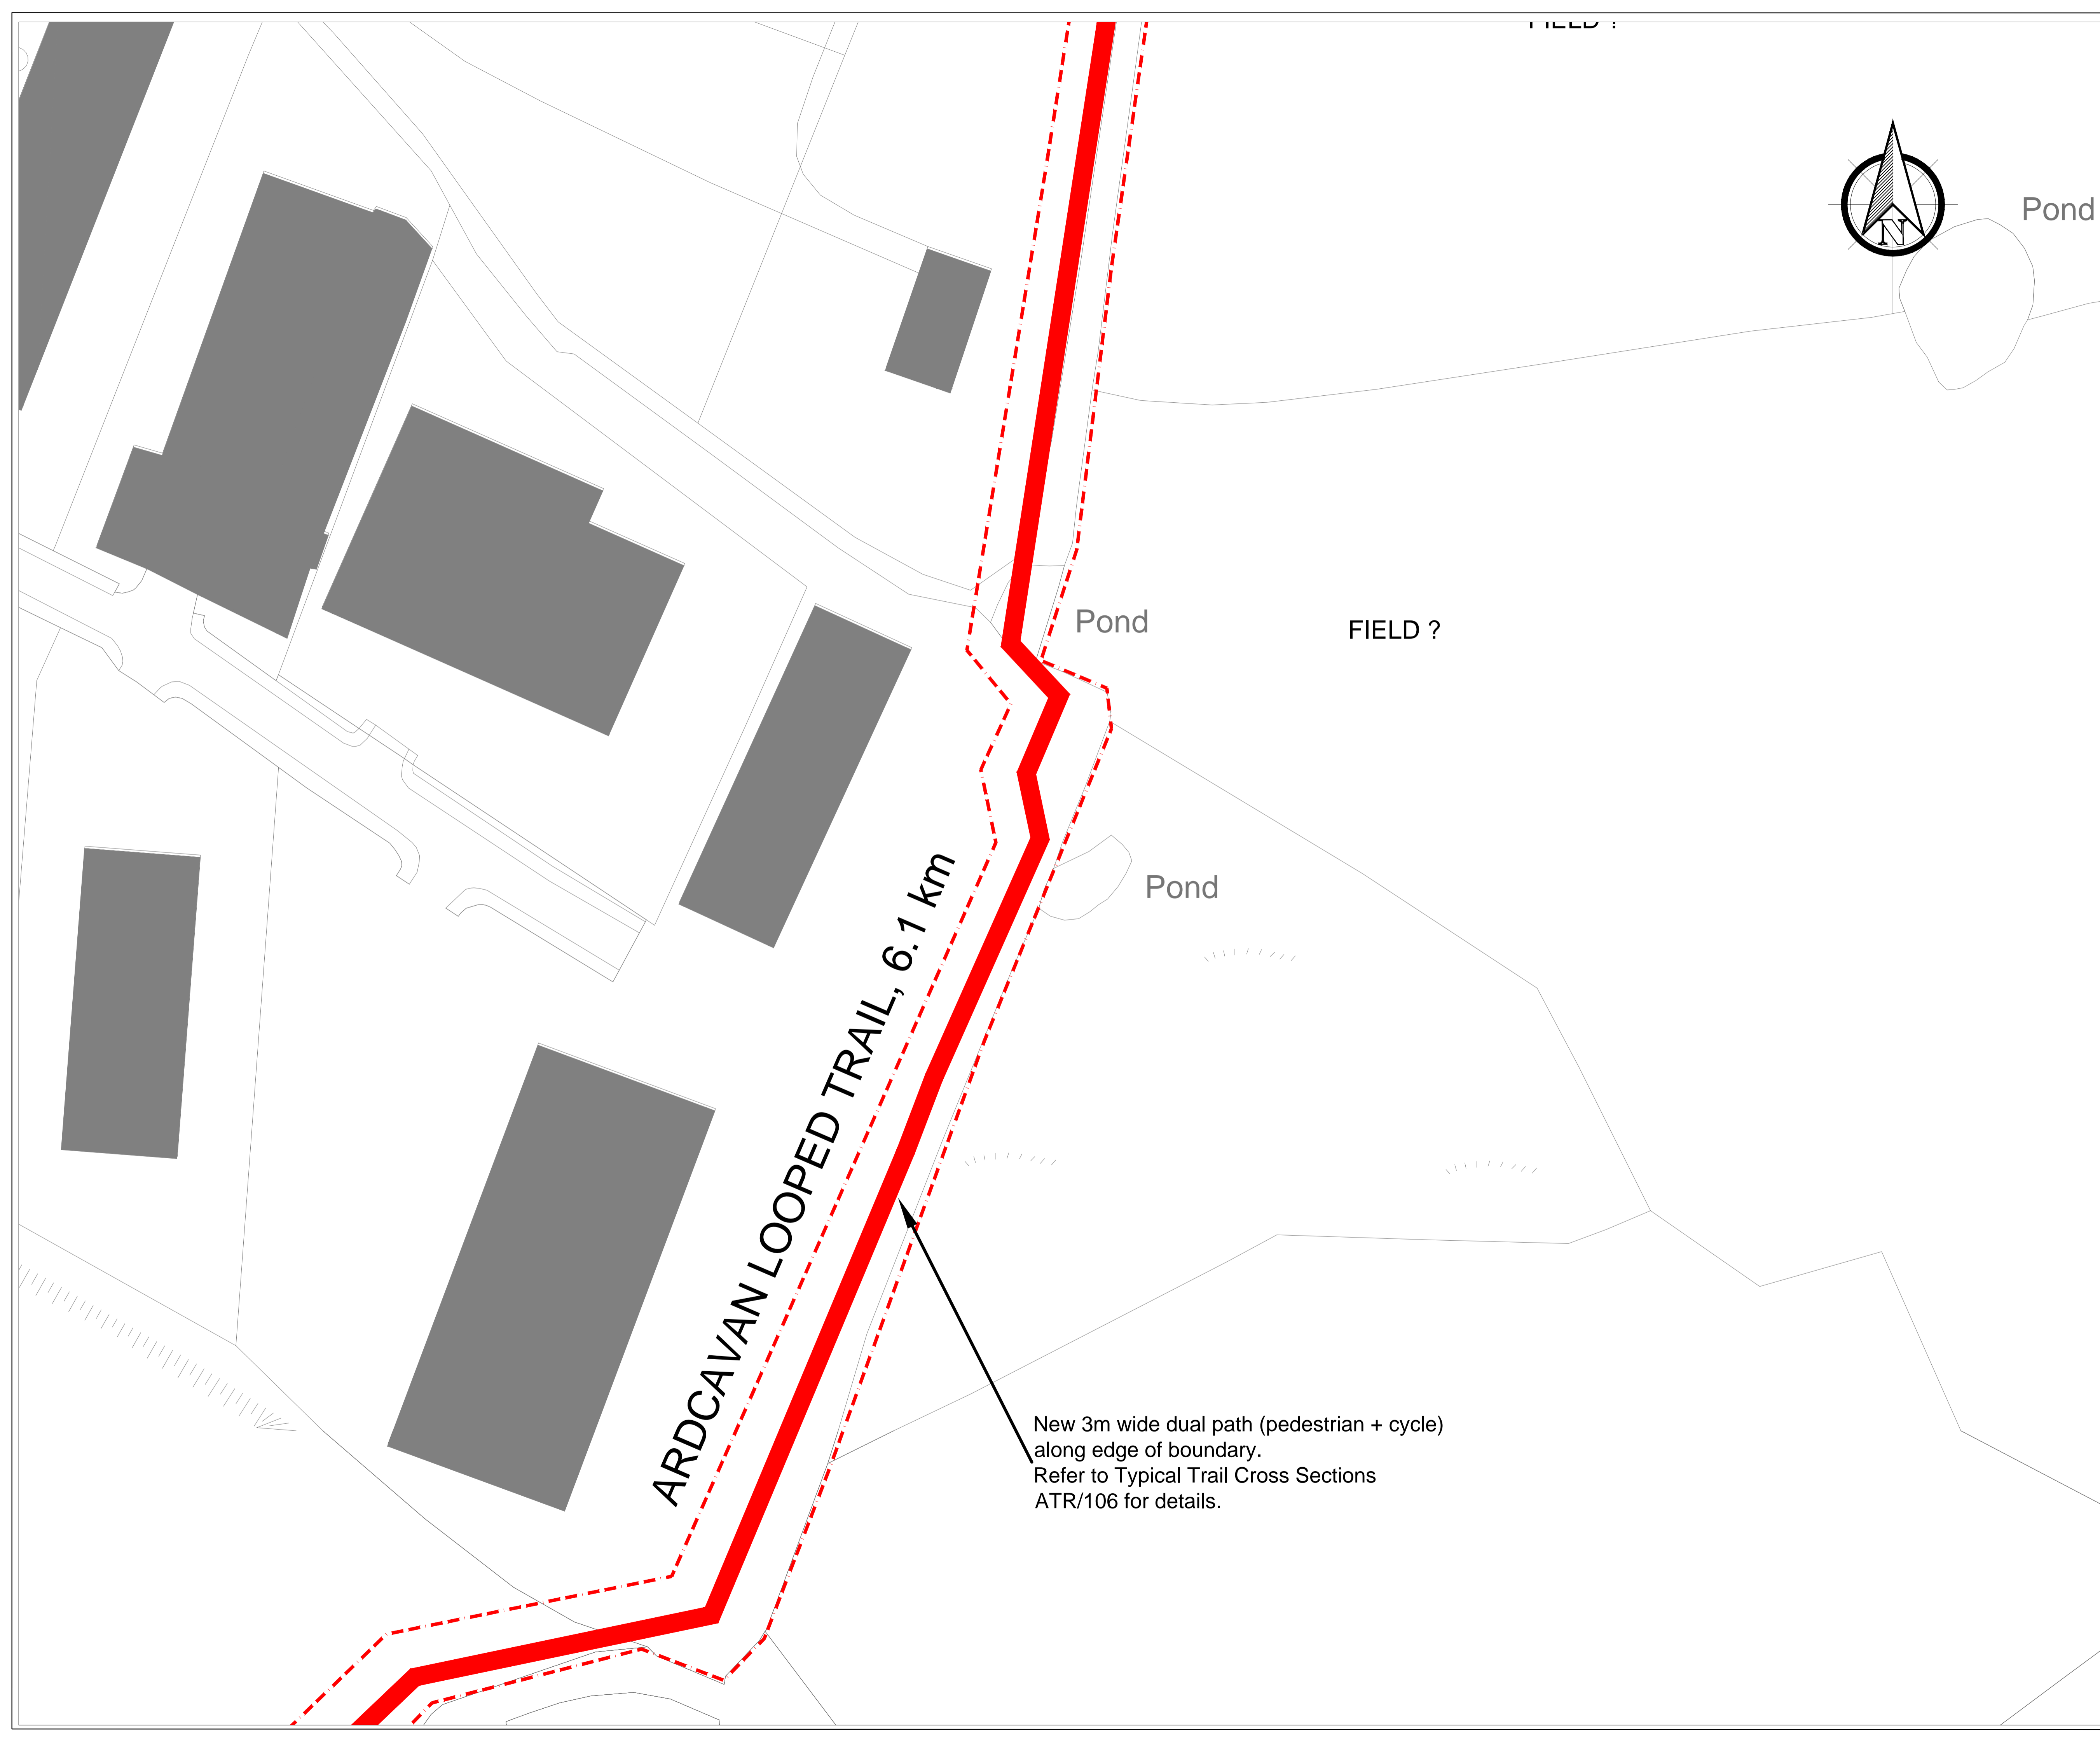 FIELD ?
N
Pond
Pond
FIELD ?
Pond
ARDCAVAN LOOPED TRAIL, 6.1 km
New 3m wide dual path (pedestrian + cycle)
along edge of boundary.
Refer to Typical Trail Cross Sections
ATR/106 for details.